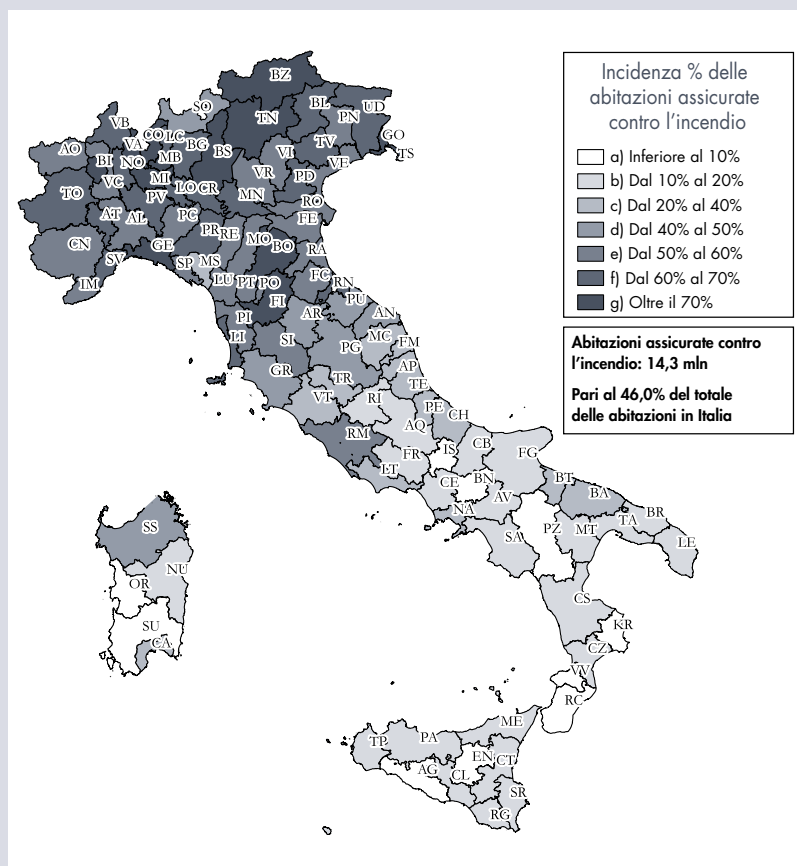 Incidenza % delle
abitazioni assicurate
contro l'incendio
a) Inferiore al 10%
b) Dal 10% al 20%
c) Dal 20% al 40%
d) Dal 40% al 50%
e) Dal 50% al 60%
f) Dal 60% al 70%
g) Oltre il 70%
Abitazioni assicurate contro
l'incendio: 14,3 mln
Pari al 46,0% del totale
delle abitazioni in Italia
BZ
SO
BL
UD
VB
TN
PN
CO LC
GO
AO
VA
BG
TV
BI
NO
MB
BS
VI
VE
TS
VC
MI
VR
PD
TO
LO CR
MN
PV
RO
AT
AL
PC
FE
PR RE
MO
CN
GE
BO
RA
SV
SP
MS
IM
LU
PT
PO
FC
RN
FI
PU
PI
AR
AN
LI
SI
MC
PG
FM
GR
AP
TR
TE
VT
RI
PE
CH
AQ
RM
CB
IS
FR
FG
LT
CE
BN
BT
BA
AV
NA
BR
SS
PZ
MT
TA
SA
LE
NU
OR
CS
SU
KR
CA
CZ
VV
RC
ME
TP
PA
EN
CT
AG
CL
SR
RG